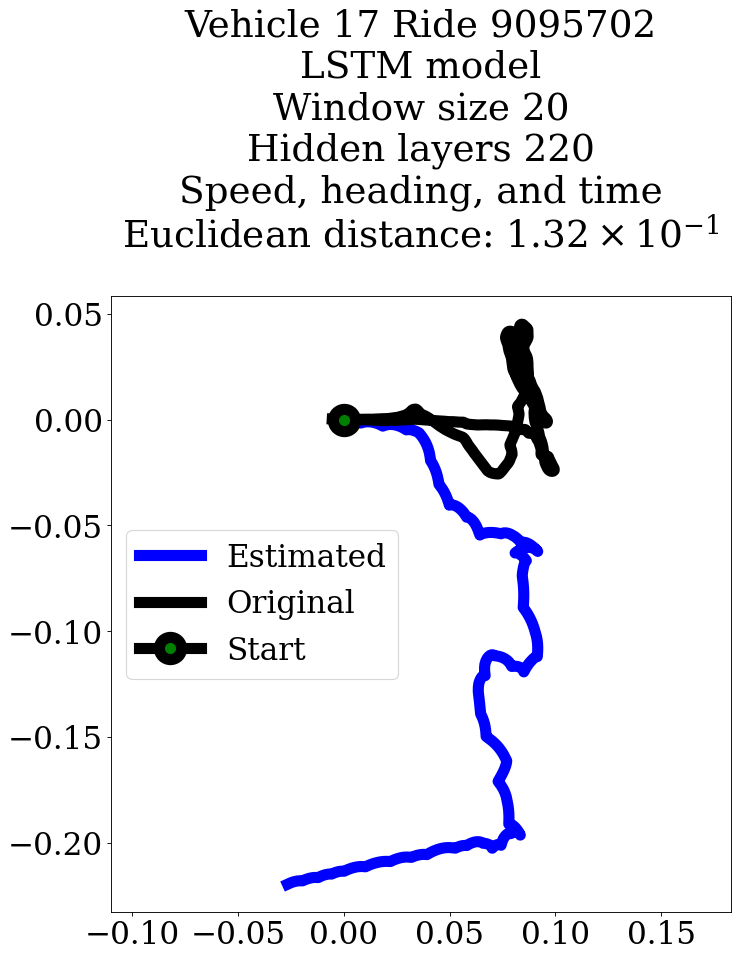 Vehicle 17 Ride 9095702
LSTM model
Window size 20
Hidden layers 220
Speed, heading, and time
Euclidean distance: 1.32 × 10⁻¹
0.05
0.00
−0.05
−0.10
−0.15
−0.20
Estimated
Original
Start
−0.10 −0.05 0.00 0.05 0.10 0.15